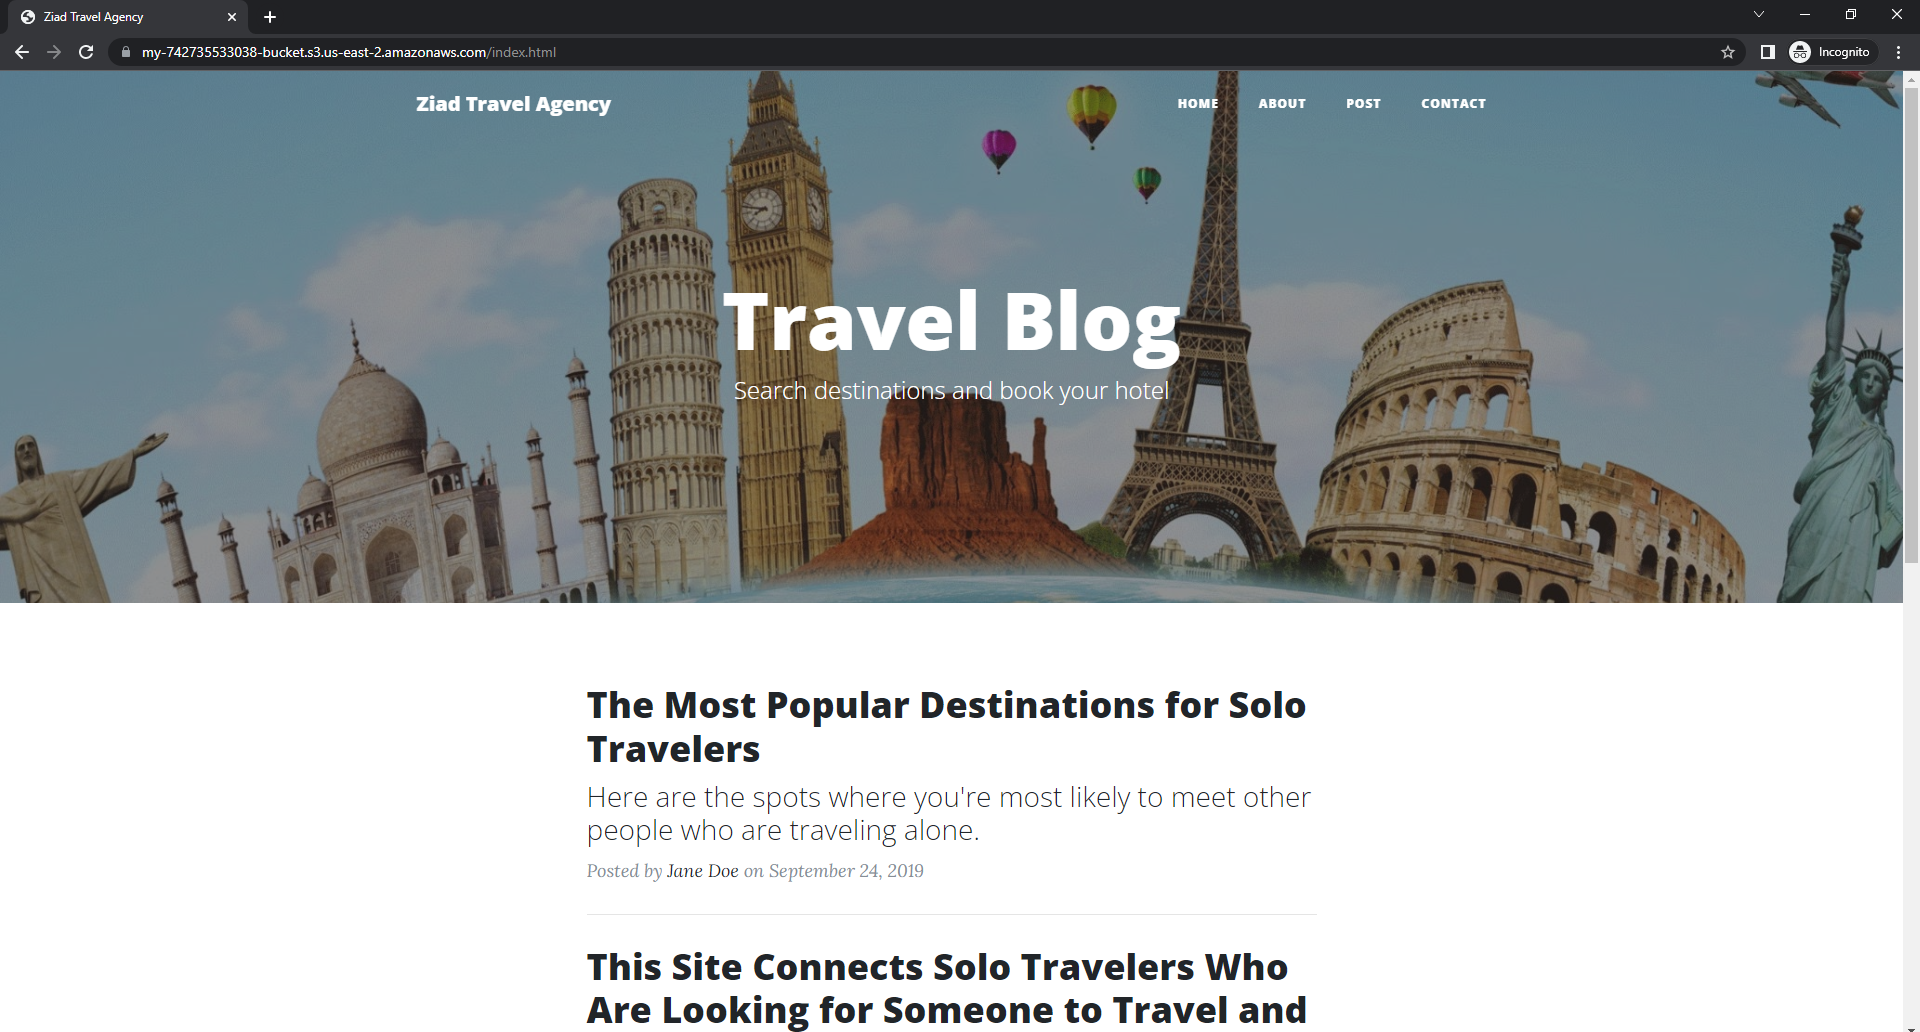 Ziad Travel Agency
my-742735533038-bucket.s3.us-east-2.amazonaws.com/index.html
Incognito
Ziad Travel Agency
HOME
ABOUT
POST
CONTACT
Travel Blog
Search destinations and book your hotel
The Most Popular Destinations for Solo
Travelers
Here are the spots where you're most likely to meet other
people who are traveling alone.
Posted by Jane Doe on September 24, 2019
This Site Connects Solo Travelers Who
Are Looking for Someone to Travel and